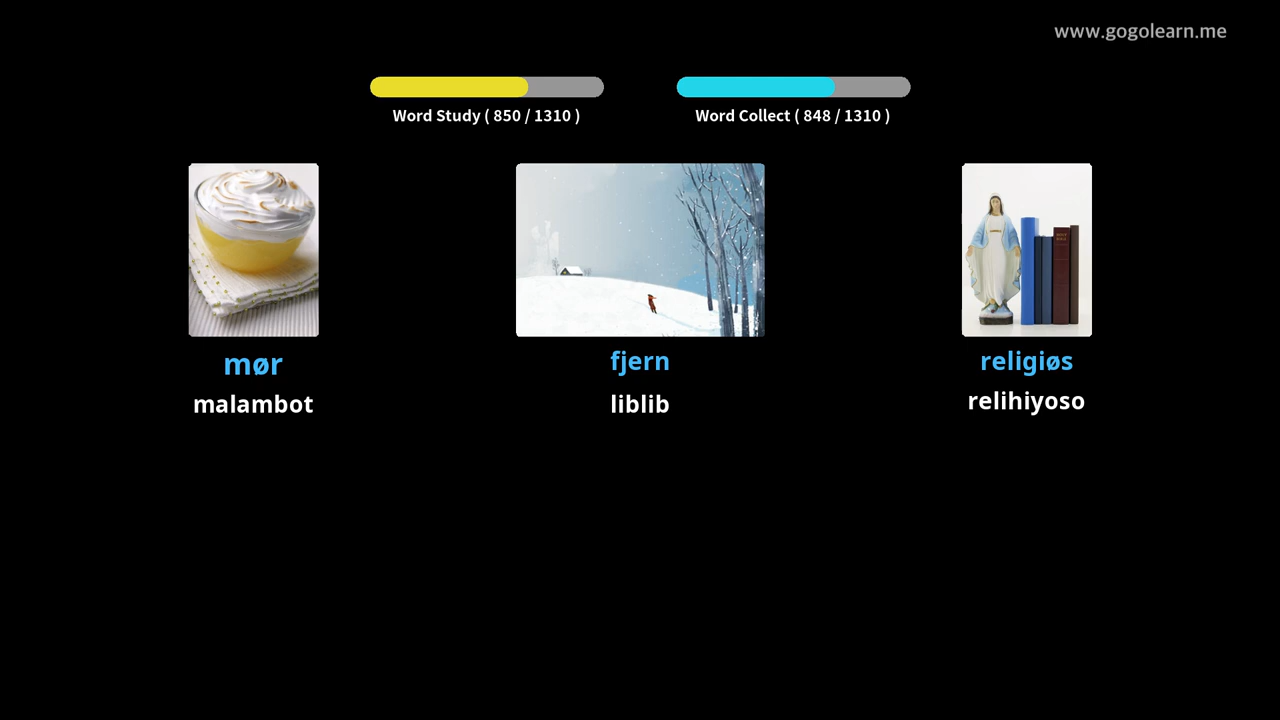 www.gogolearn.me
Word Study ( 850 / 1310 )
Word Collect ( 848 / 1310 )
mør
fjern
religiøs
malambot
liblib
relihiyoso